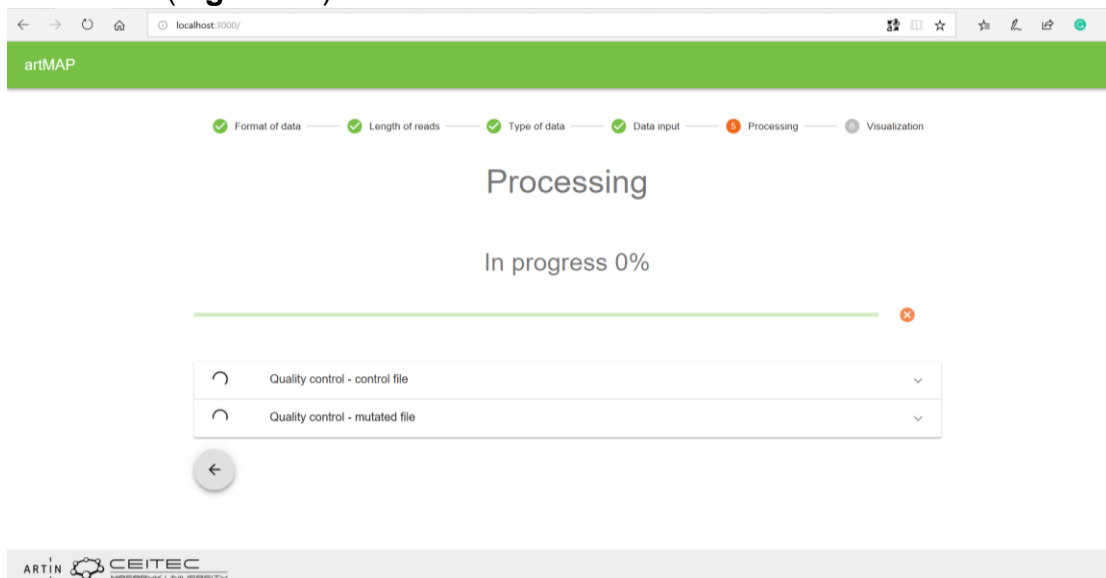 localhost:3000/
artMAP
Format of data Length of reads Type of data Data input 5 Processing 6 Visualization
Processing
In progress 0%
Quality control - control file
Quality control - mutated file
ARTIN CEITEC